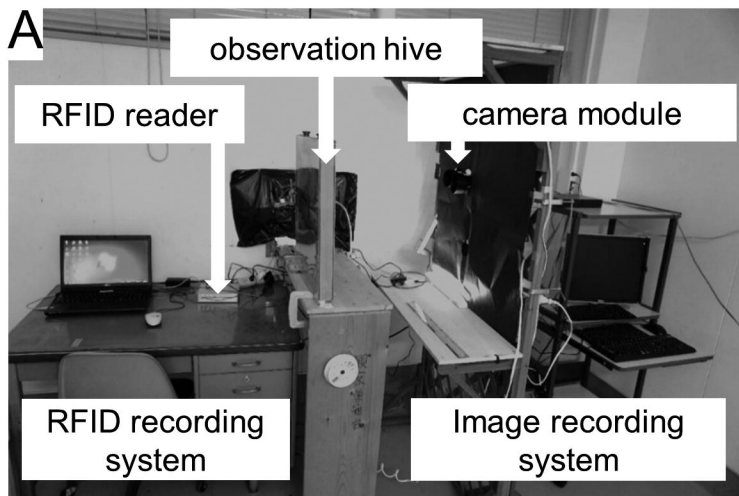 A
observation hive
RFID reader
camera module
RFID recording
system
Image recording
system